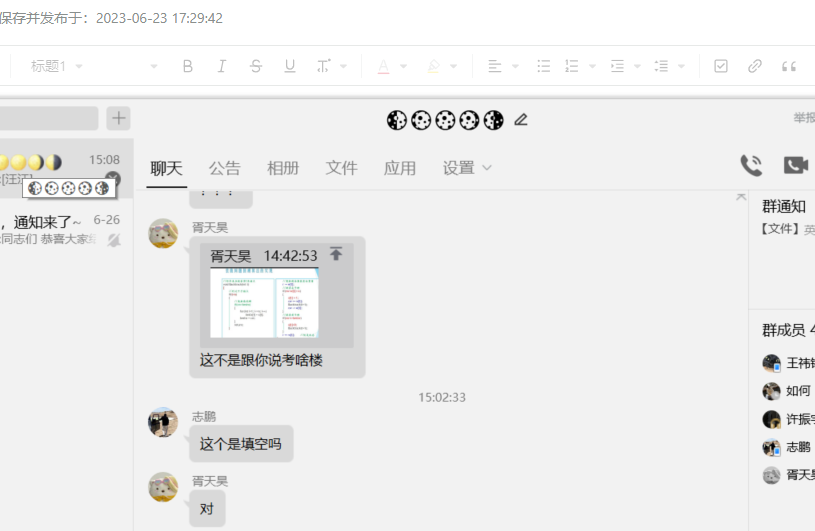 保存并发布于：2023-06-23 17:29:42
标题1
B I S U
举报
15:08
[汪汪]
，通知来了~ 6-26
同志们 恭喜大家
聊天 公告 相册 文件 应用 设置
？？？
胥天昊
胥天昊 14:42:53
这不是跟你说考啥楼
15:02:33
志鹏
这个是填空吗
胥天昊
对
群通知
【文件】英
群成员 4
王祎
如何
许振宇
志鹏
胥天昊